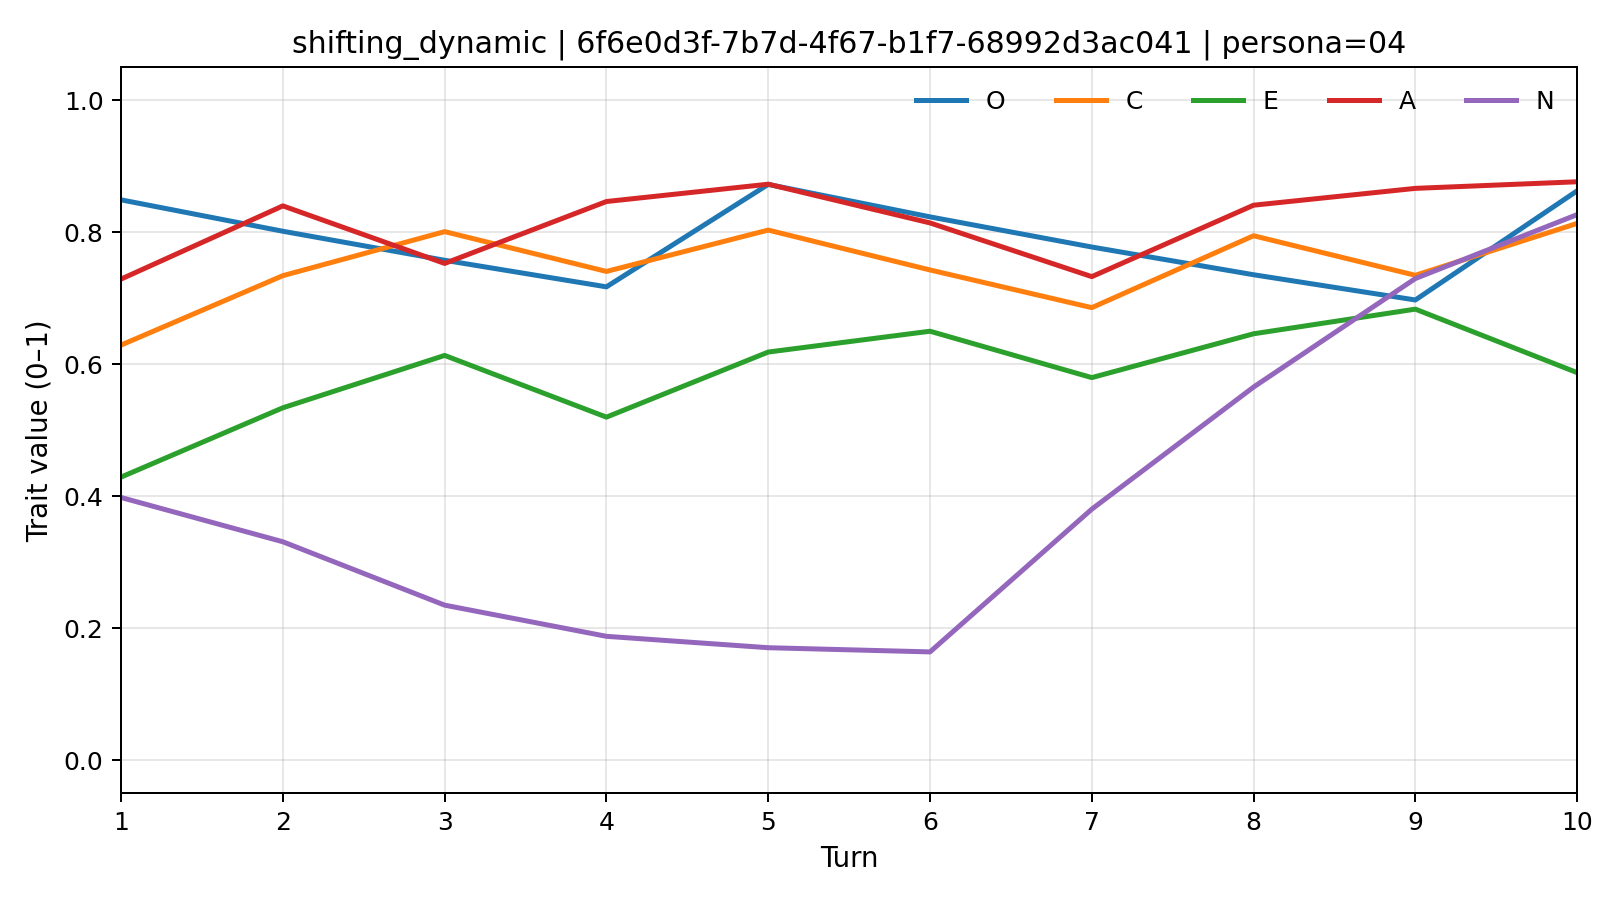 shifting_dynamic | 6f6e0d3f-7b7d-4f67-b1f7-68992d3ac041 | persona=04
O C E A N
Trait value (0–1)
1.0
0.8
0.6
0.4
0.2
0.0
1 2 3 4 5 6 7 8 9 10
Turn